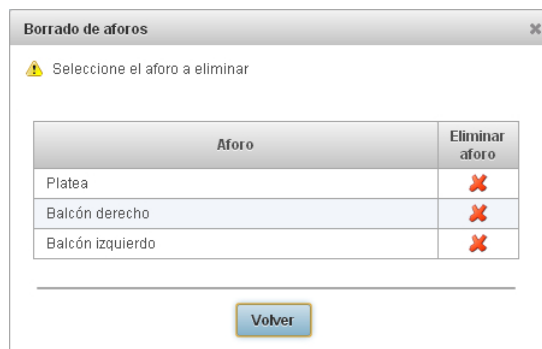 Borrado de aforos
Seleccione el aforo a eliminar
Aforo
Eliminar
aforo
Platea
Balcón derecho
Balcón izquierdo
Volver